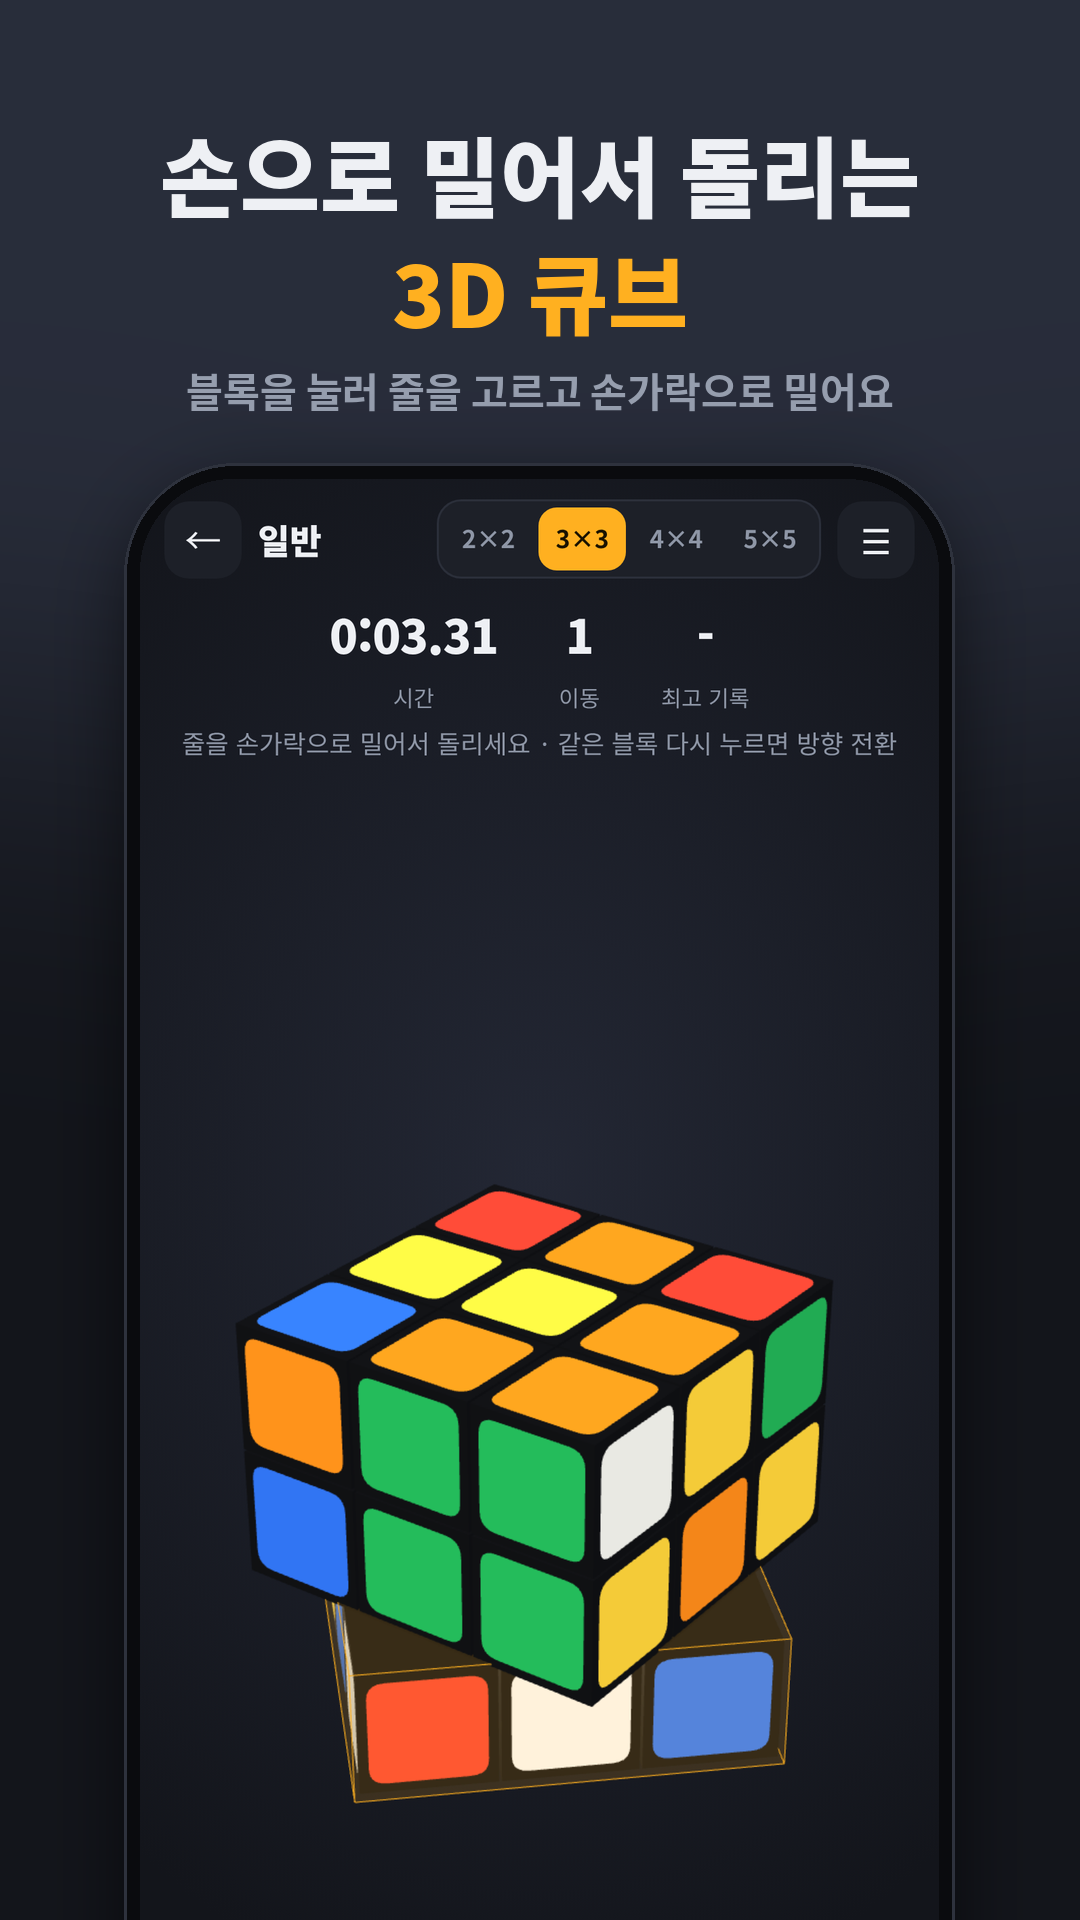 손으로 밀어서 돌리는
3D 큐브
블록을 눌러 줄을 고르고 손가락으로 밀어요
← 일반 2×2 3×3 4×4 5×5 ☰
0:03.31 1 -
시간 이동 최고 기록
줄을 손가락으로 밀어서 돌리세요 · 같은 블록 다시 누르면 방향 전환